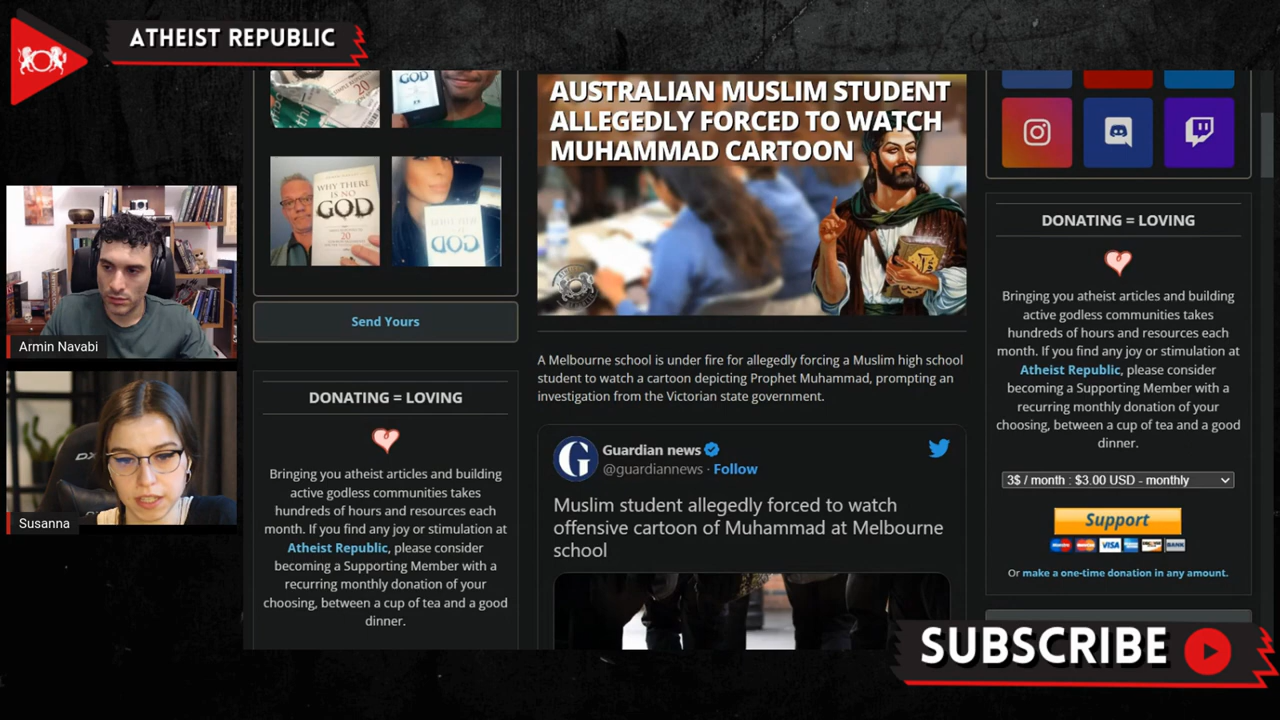 ATHEIST REPUBLIC
GOD
WHY THERE
IS NO
GOD
20
GOD
Send Yours
DONATING = LOVING
Bringing you atheist articles and building
active godless communities takes
hundreds of hours and resources each
month. If you find any joy or stimulation at
Atheist Republic, please consider
becoming a Supporting Member with a
recurring monthly donation of your
choosing, between a cup of tea and a good
dinner.
AUSTRALIAN MUSLIM STUDENT
ALLEGEDLY FORCED TO WATCH
MUHAMMAD CARTOON
A Melbourne school is under fire for allegedly forcing a Muslim high school
student to watch a cartoon depicting Prophet Muhammad, prompting an
investigation from the Victorian state government.
Guardian news
@guardiannews · Follow
Muslim student allegedly forced to watch
offensive cartoon of Muhammad at Melbourne
school
DONATING = LOVING
Bringing you atheist articles and building
active godless communities takes
hundreds of hours and resources each
month. If you find any joy or stimulation at
Atheist Republic, please consider
becoming a Supporting Member with a
recurring monthly donation of your
choosing, between a cup of tea and a good
dinner.
3$ / month : $3.00 USD - monthly
Support
VISA
BANK
Or make a one-time donation in any amount.
Armin Navabi
Susanna
SUBSCRIBE